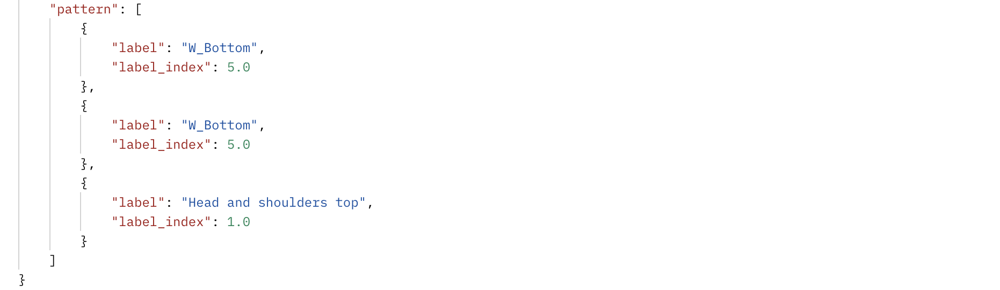 "pattern": [
{
"label": "W_Bottom",
"label_index": 5.0
},
{
"label": "W_Bottom",
"label_index": 5.0
},
{
"label": "Head and shoulders top",
"label_index": 1.0
}
]
}